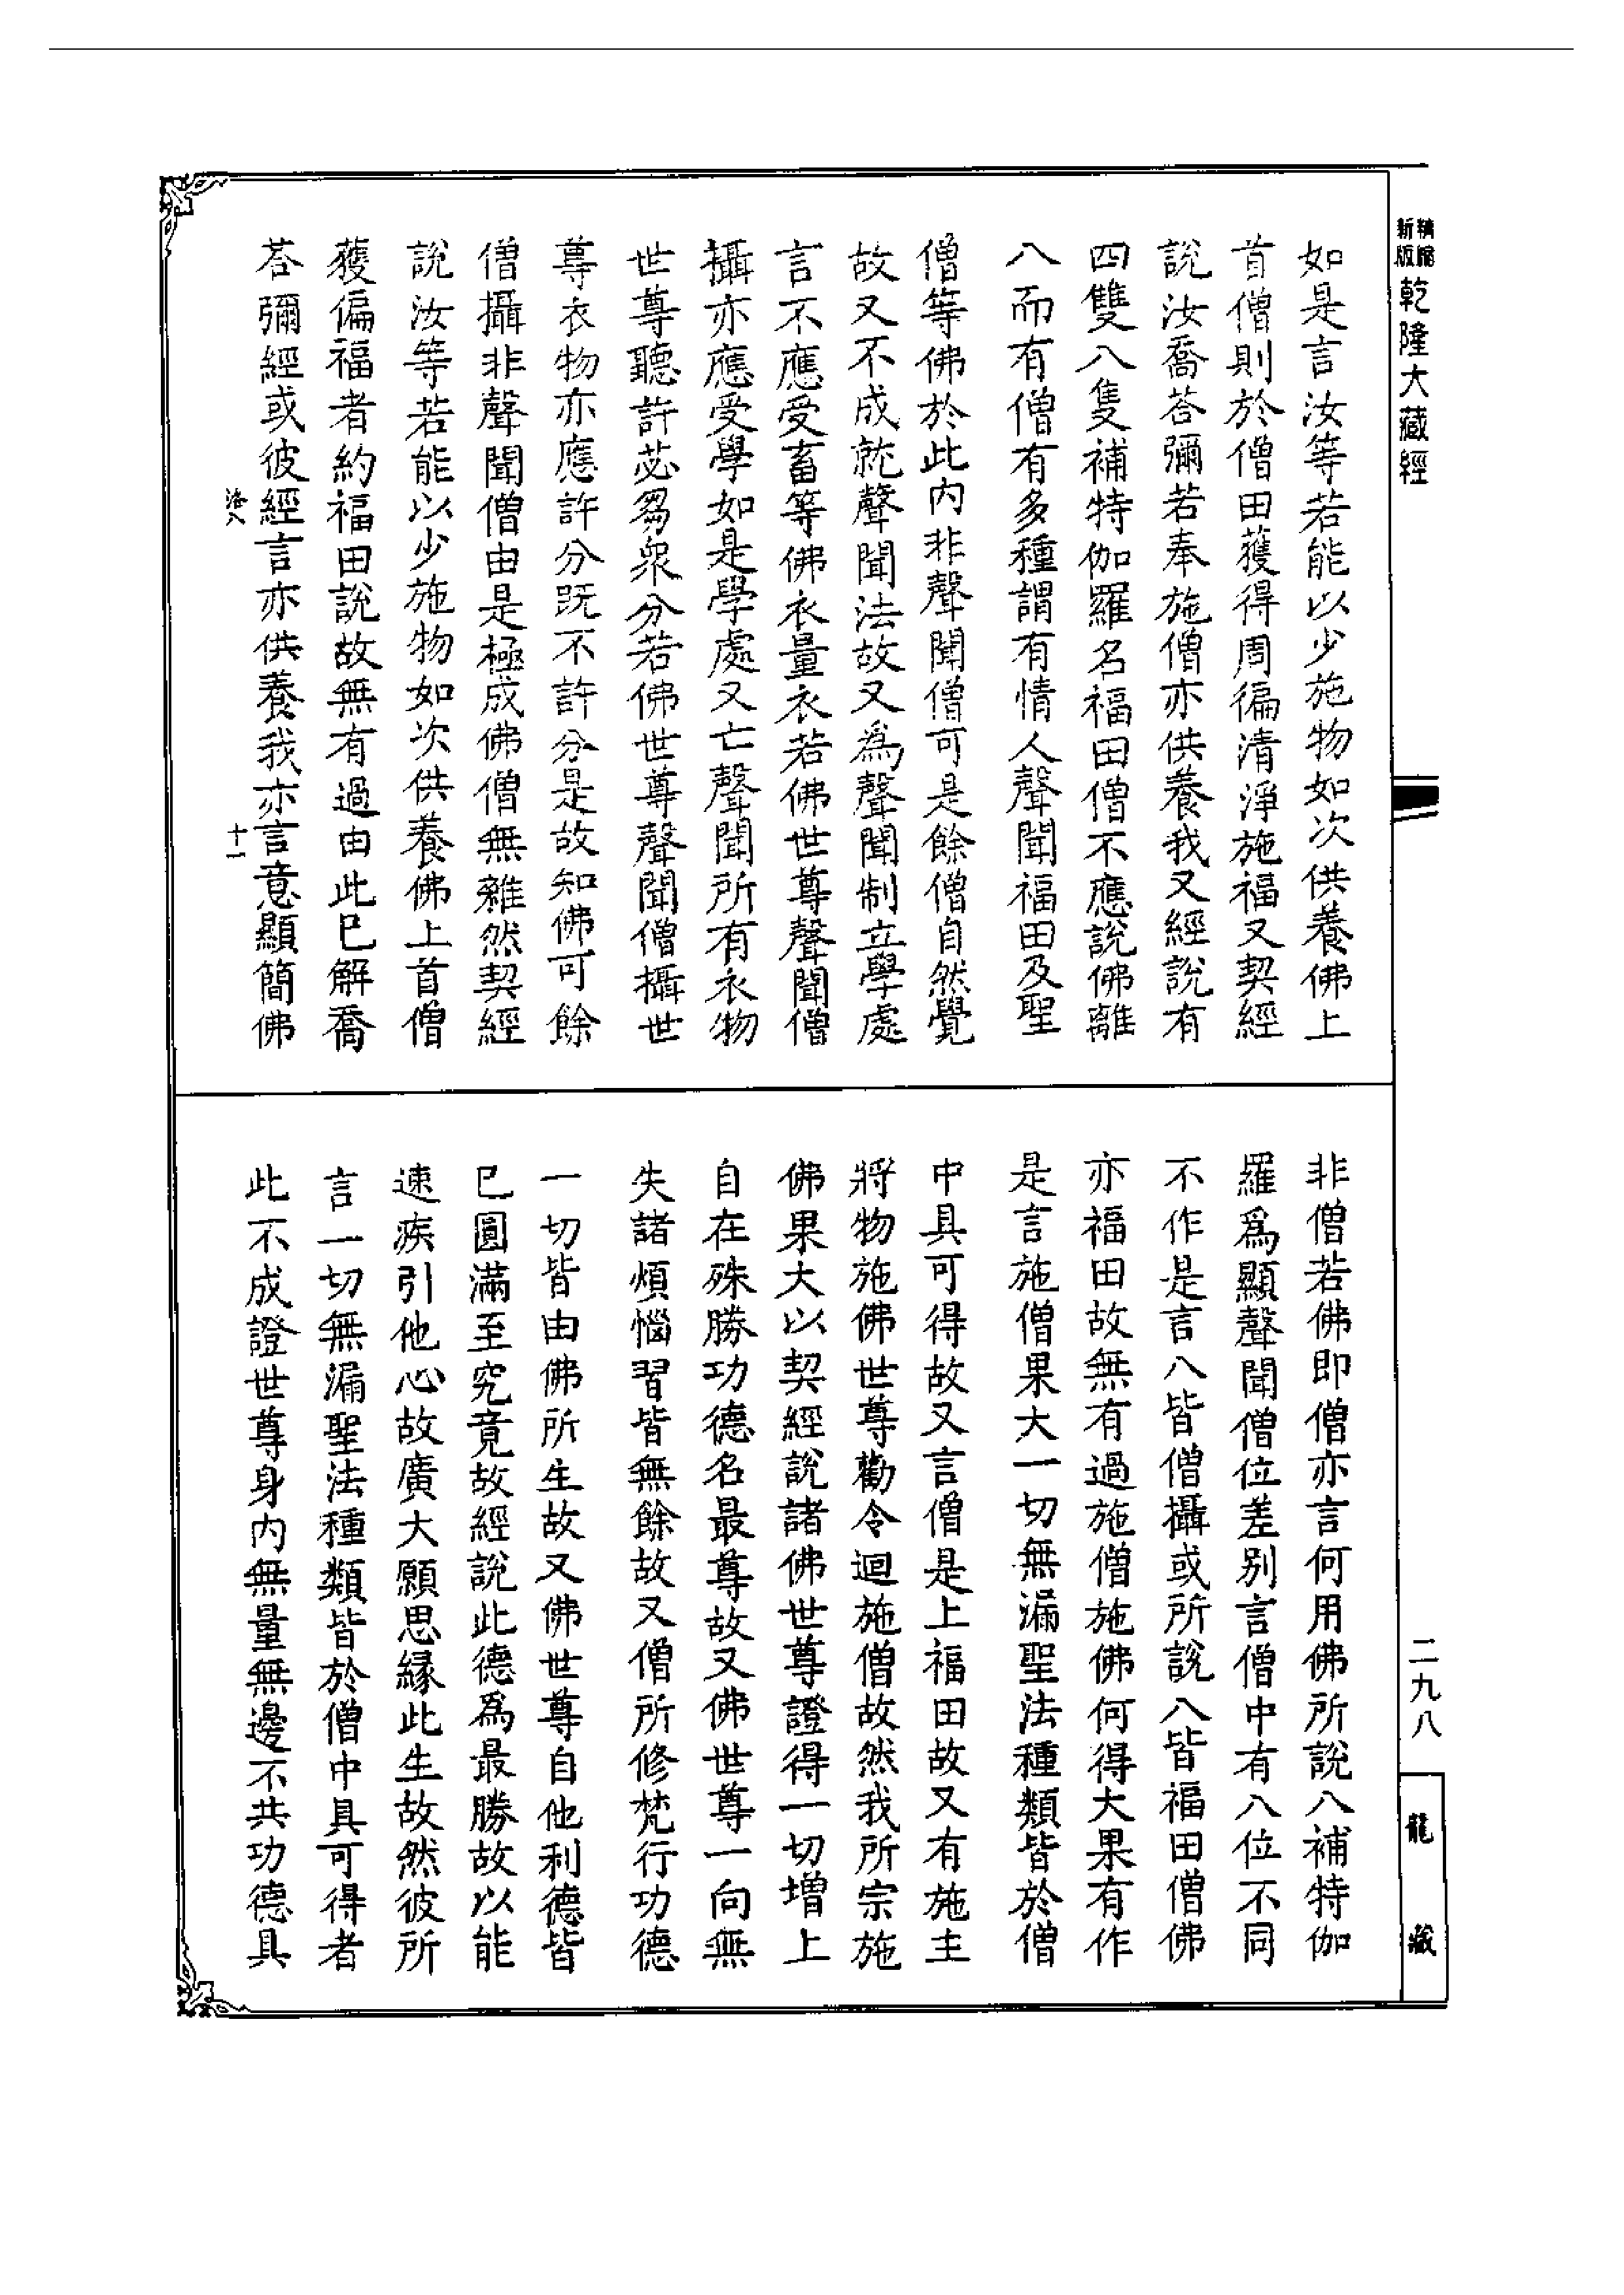 新版精縮乾隆大藏經
如是言汝等若能以少施物如次供養佛上
首僧則於僧田獲得周徧清淨施福又契經
說汝喬荅彌若奉施僧亦供養我又經說有
四雙八隻補特伽羅名福田僧不應說佛離
八而有僧有多種謂有情人聲聞福田及聖
僧等佛於此內非聲聞僧可是餘僧自然覺
故又不成就聲聞法故又為聲聞制立學處
言不應受畜等佛衣量衣若佛世尊聲聞僧
攝亦應受學如是學處又亡聲聞所有衣物
世尊聽許苾芻衆分若佛世尊聲聞僧攝世
尊衣物亦應許分既不許分是故知佛可餘
僧攝非聲聞僧由是極成佛僧無雜然契經
說汝等若能以少施物如次供養佛上首僧
獲偏福者約福田說故無有過由此已解喬
荅彌經或彼經言亦供養我亦言意顯簡佛
十一
非僧若佛即僧亦言何用佛所說八補特伽
羅為顯聲聞僧位差別言僧中有八位不同
不作是言八皆僧攝或所說八皆福田僧佛
亦福田故無有過施僧施佛何得大果有作
是言施僧果大一切無漏聖法種類皆於僧
中具可得故又言僧是上福田故又有施主
將物施佛世尊勸令迴施僧故然我所宗施
佛果大以契經說諸佛世尊證得一切增上
自在殊勝功德名最尊故又佛世尊一向無
失諸煩惱習皆無餘故又僧所修梵行功德
一切皆由佛所生故又佛世尊自他利德皆
已圓滿至究竟故經說此德為最勝故以能
速疾引他心故廣大願思緣此生故然彼所
言一切無漏聖法種類皆於僧中具可得者
此不成證世尊身內無量無邊不共功德具
二九八
龍藏